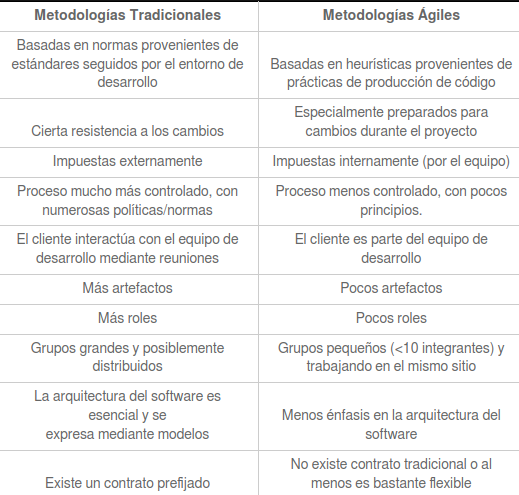 Metodologías Tradicionales
Metodologías Ágiles
Basadas en normas provenientes de
estándares seguidos por el entorno de
desarrollo
Basadas en heurísticas provenientes de
prácticas de producción de código
Cierta resistencia a los cambios
Especialmente preparados para
cambios durante el proyecto
Impuestas externamente
Impuestas internamente (por el equipo)
Proceso mucho más controlado, con
numerosas políticas/normas
Proceso menos controlado, con pocos
principios.
El cliente interactúa con el equipo de
desarrollo mediante reuniones
El cliente es parte del equipo de
desarrollo
Más artefactos
Pocos artefactos
Más roles
Pocos roles
Grupos grandes y posiblemente
distribuidos
Grupos pequeños (<10 integrantes) y
trabajando en el mismo sitio
La arquitectura del software es
esencial y se
expresa mediante modelos
Menos énfasis en la arquitectura del
software
Existe un contrato prefijado
No existe contrato tradicional o al
menos es bastante flexible